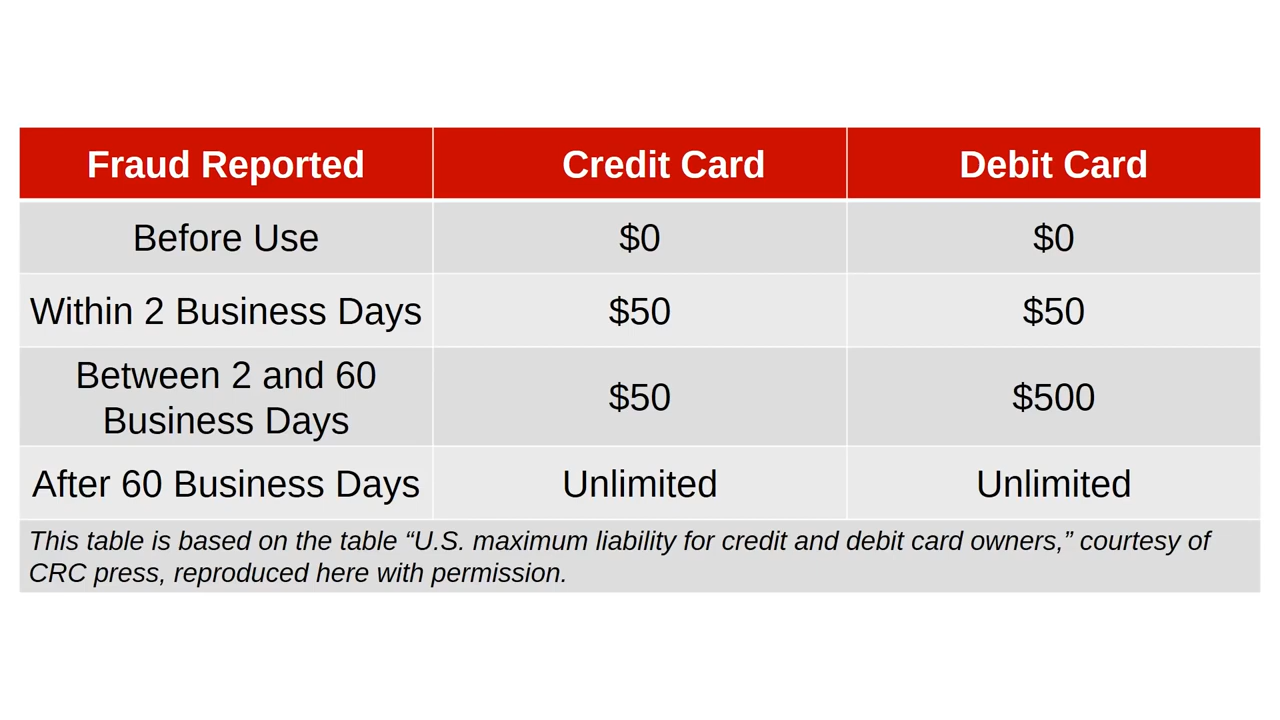 Fraud Reported Credit Card Debit Card
Before Use $0 $0
Within 2 Business Days $50 $50
Between 2 and 60
Business Days $50 $500
After 60 Business Days Unlimited Unlimited
This table is based on the table “U.S. maximum liability for credit and debit card owners,” courtesy of
CRC press, reproduced here with permission.